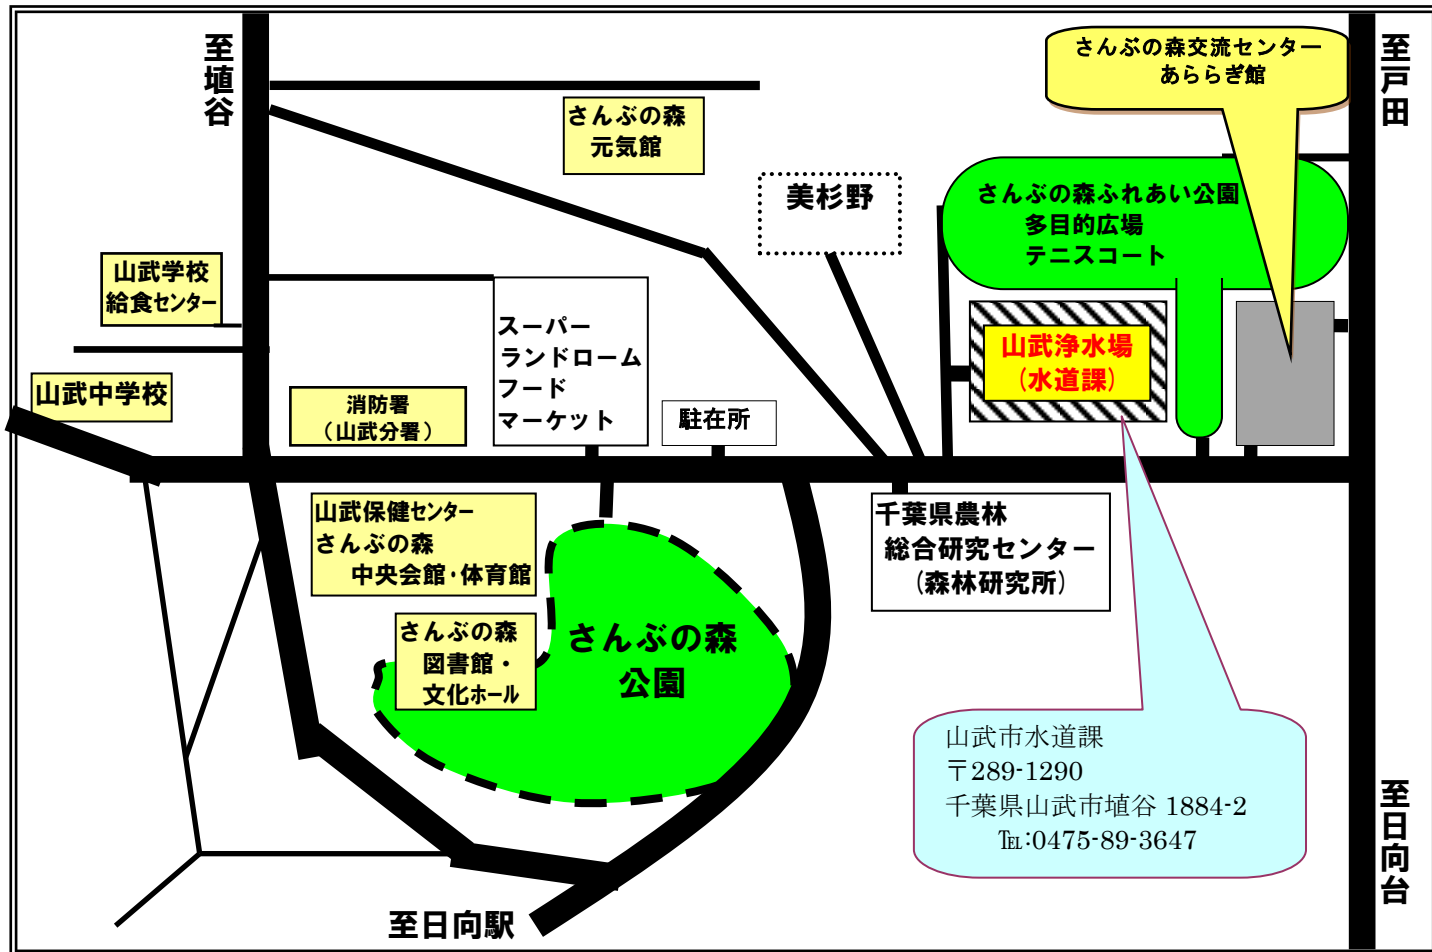 至埴谷
さんぶの森交流センター
あららぎ館
至戸田
さんぶの森
元気館
美杉野
さんぶの森ふれあい公園
多目的広場
テニスコート
山武学校
給食センター
スーパー
ランドローム
フード
マーケット
山武浄水場
(水道課)
山武中学校
消防署
（山武分署）
駐在所
山武保健センター
さんぶの森
中央会館・体育館
千葉県農林
総合研究センター
(森林研究所)
さんぶの森
図書館・
文化ホール
さんぶの森
公園
山武市水道課
〒289-1290
千葉県山武市埴谷 1884-2
℡:0475-89-3647
至日向台
至日向駅